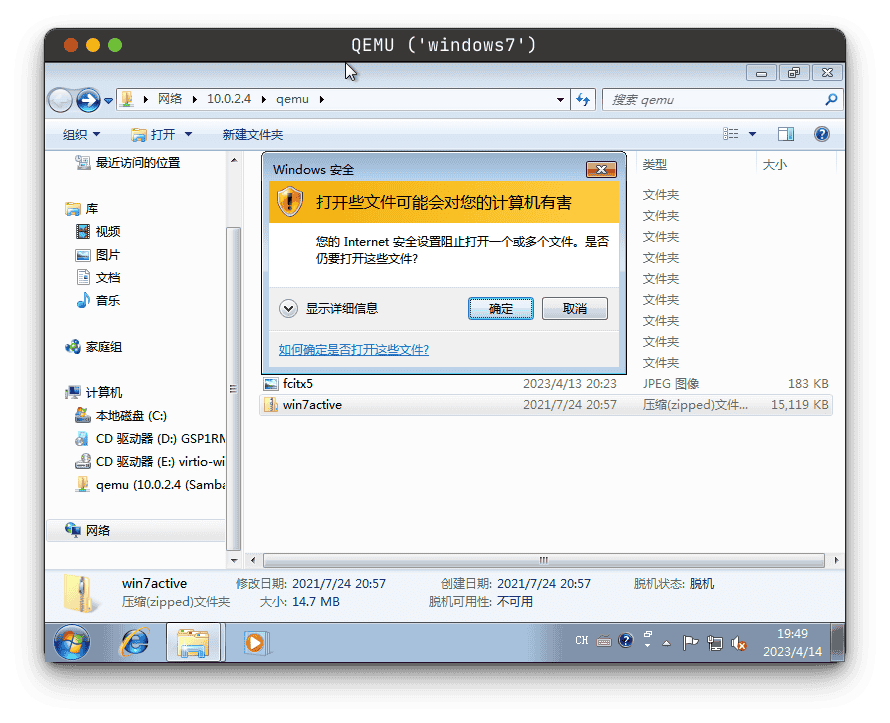 QEMU ('windows7')
网络 10.0.2.4 qemu
搜索 qemu
组织 打开 新建文件夹
最近访问的位置
库
视频
图片
文档
音乐
家庭组
计算机
本地磁盘 (C:)
CD 驱动器 (D:) GSP1RM
CD 驱动器 (E:) virtio-wi
qemu (10.0.2.4 (Samba
网络
类型 大小
文件夹
文件夹
文件夹
文件夹
文件夹
文件夹
文件夹
文件夹
文件夹
Windows 安全
打开些文件可能会对您的计算机有害
您的 Internet 安全设置阻止打开一个或多个文件。是否
仍要打开这些文件?
显示详细信息 确定 取消
如何确定是否打开这些文件?
fcitx5 2023/4/13 20:23 JPEG 图像 183 KB
win7active 2021/7/24 20:57 压缩(zipped)文件... 15,119 KB
win7active 修改日期: 2021/7/24 20:57 创建日期: 2021/7/24 20:57 脱机状态: 脱机
压缩(zipped)文件夹 大小: 14.7 MB 脱机可用性: 不可用
CH
19:49
2023/4/14